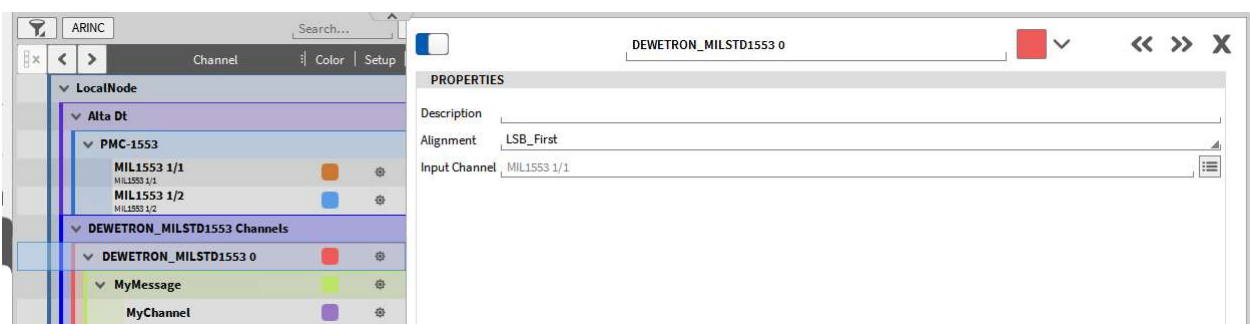 ARINC
Search...
Channel Color Setup
LocalNode
Alta Dt
PMC-1553
MIL1553 1/1
MIL1553 1/1
MIL1553 1/2
MIL1553 1/2
DEWETRON_MILSTD1553 Channels
DEWETRON_MILSTD1553 0
MyMessage
MyChannel
DEWETRON_MILSTD1553 0
PROPERTIES
Description
Alignment LSB_First
Input Channel MIL1553 1/1